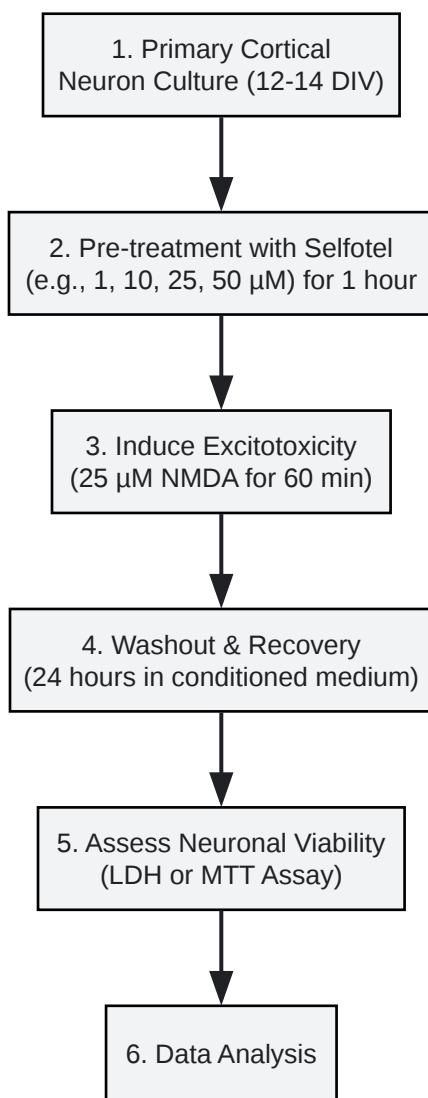 1. Primary Cortical
Neuron Culture (12-14 DIV)
2. Pre-treatment with Selfotel
(e.g., 1, 10, 25, 50 µM) for 1 hour
3. Induce Excitotoxicity
(25 µM NMDA for 60 min)
4. Washout & Recovery
(24 hours in conditioned medium)
5. Assess Neuronal Viability
(LDH or MTT Assay)
6. Data Analysis